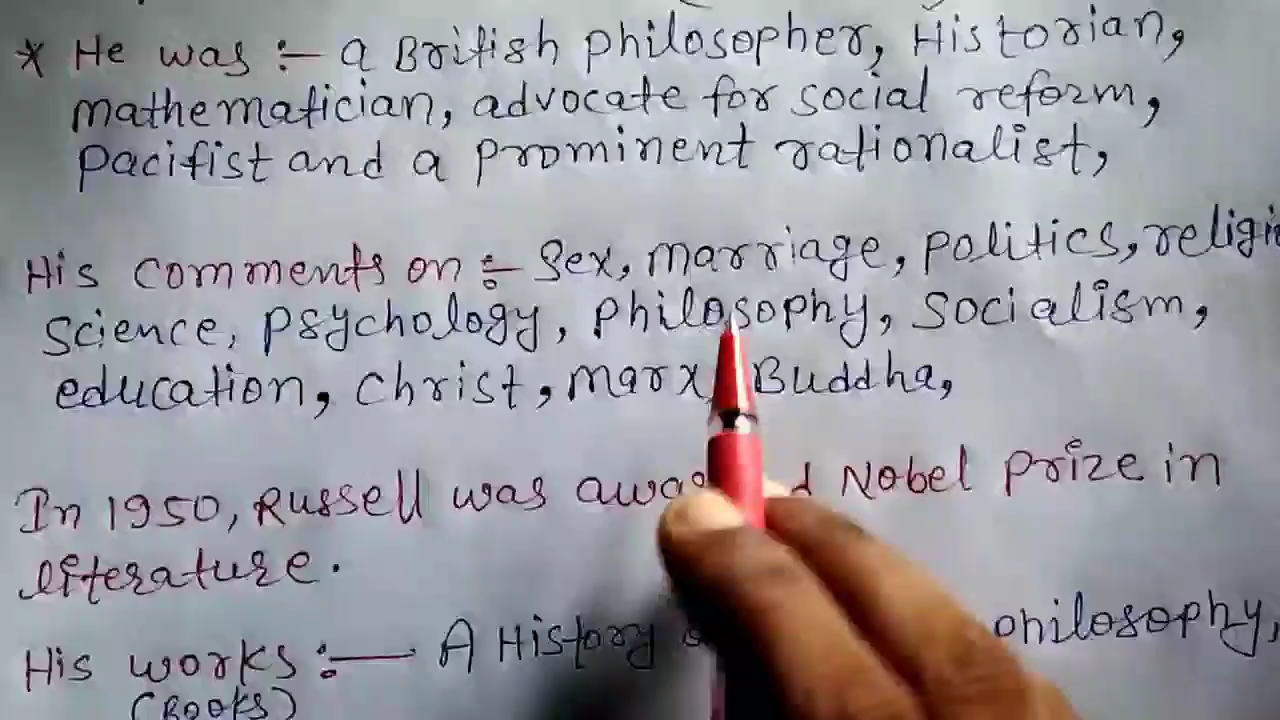 * He was :- a British philosopher, Historian,
mathematician, advocate for social reform,
pacifist and a prominent rationalist,
His comments on :- Sex, marriage, politics,
science, psychology, philosophy, socialism,
education, Christ, marx, Buddha,
In 1950, Russell was Nobel prize in
literature.
His works :- A History philosophy,
(Books)